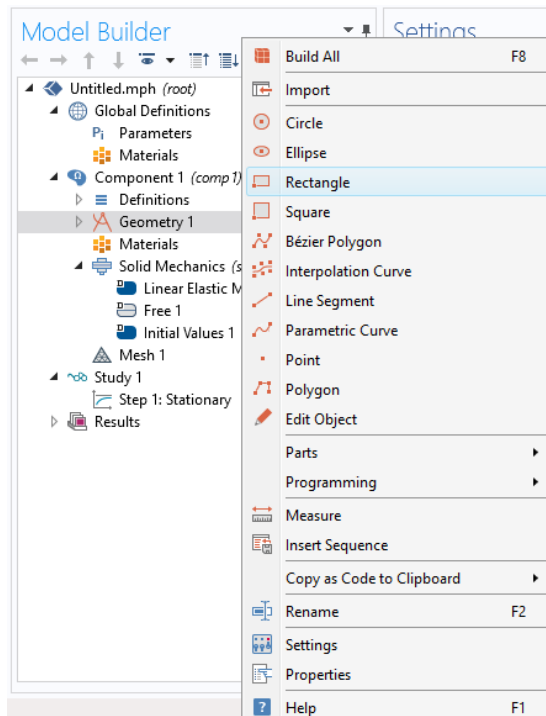 Model Builder
Settings
Untitled.mph (root)
Global Definitions
Pi Parameters
Materials
Component 1 (comp1)
Definitions
Geometry 1
Materials
Solid Mechanics (s
Linear Elastic M
Free 1
Initial Values 1
Mesh 1
Study 1
Step 1: Stationary
Results
Build All F8
Import
Circle
Ellipse
Rectangle
Square
Bézier Polygon
Interpolation Curve
Line Segment
Parametric Curve
Point
Polygon
Edit Object
Parts
Programming
Measure
Insert Sequence
Copy as Code to Clipboard
Rename F2
Settings
Properties
? Help F1